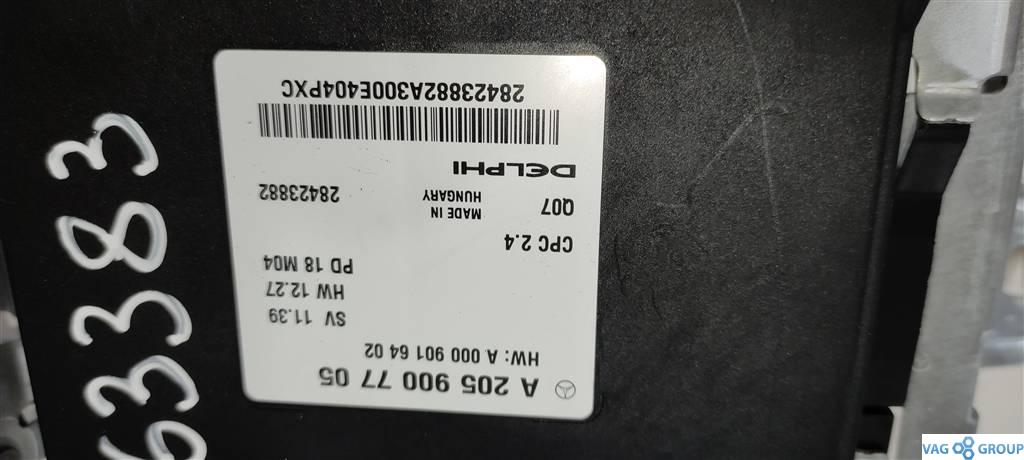 A 205 900 77 05
HW: A 000 901 64 02
SV 11.39
HW 12.27
PD 18 M04
CPC 2.4
Q07
MADE IN
HUNGARY
28423882
DELPHI
28423882A300E404PXC
63383
VAG GROUP